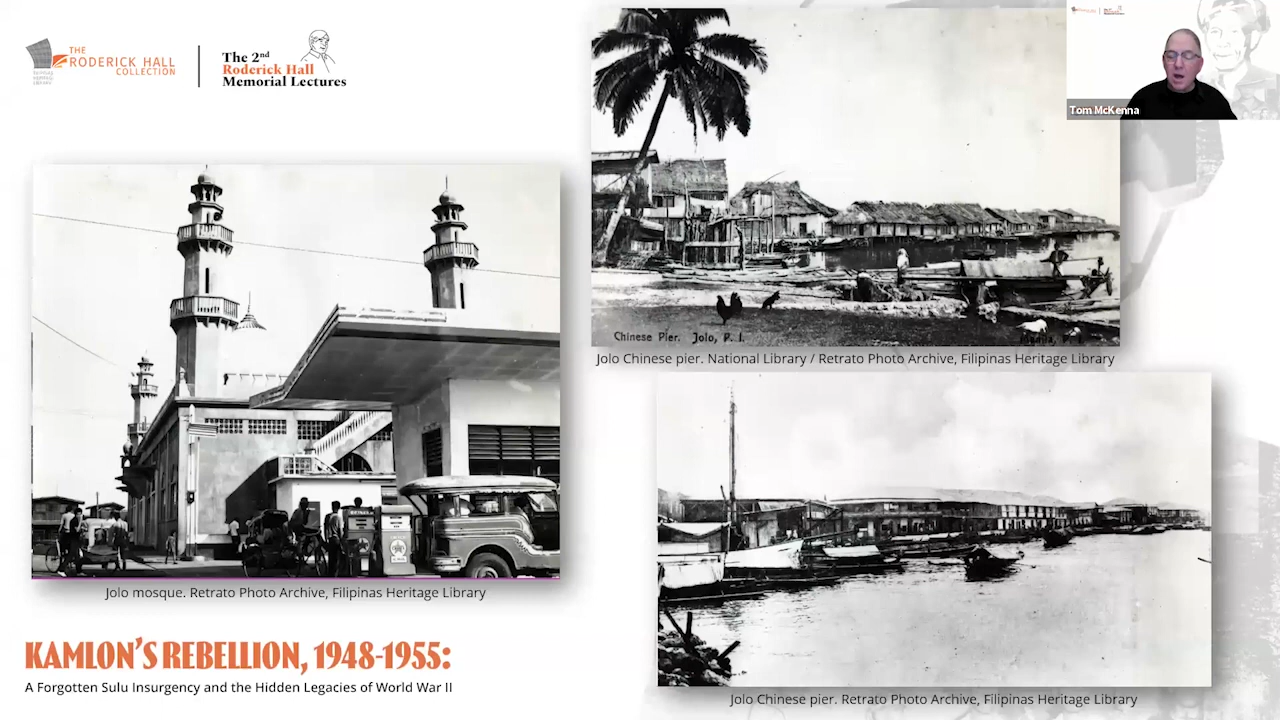 THE
RODERICK HALL
COLLECTION
FILIPINAS
HERITAGE
LIBRARY
The 2nd
Roderick Hall
Memorial Lectures
Tom McKenna
Chinese Pier. Jolo, P. I.
Jolo Chinese pier. National Library / Retrato Photo Archive, Filipinas Heritage Library
Jolo mosque. Retrato Photo Archive, Filipinas Heritage Library
Jolo Chinese pier. Retrato Photo Archive, Filipinas Heritage Library
KAMLON'S REBELLION, 1948-1955:
A Forgotten Sulu Insurgency and the Hidden Legacies of World War II